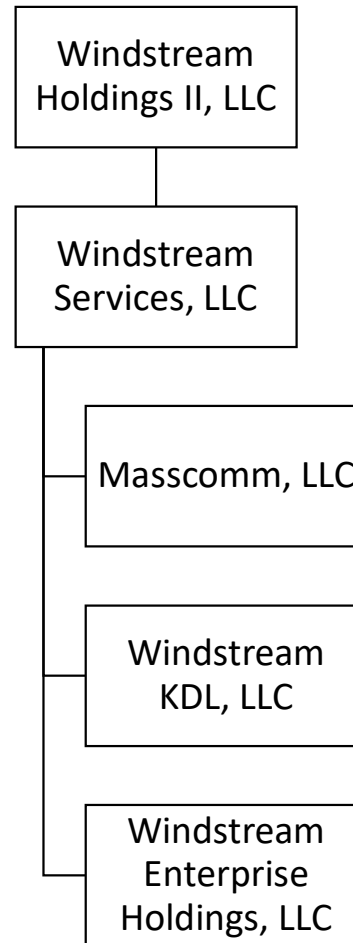 Windstream
Holdings II, LLC
Windstream
Services, LLC
Masscomm, LLC
Windstream
KDL, LLC
Windstream
Enterprise
Holdings, LLC